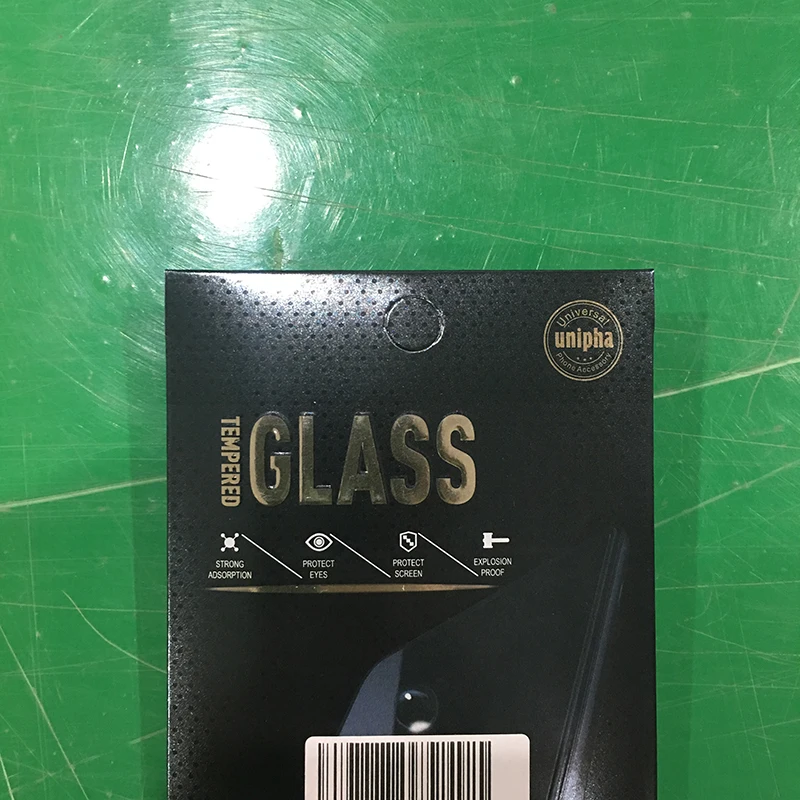 Universal
unipha
Phone Accessory
TEMPERED
GLASS
STRONG
ADSORPTION
PROTECT
EYES
PROTECT
SCREEN
EXPLOSION
PROOF